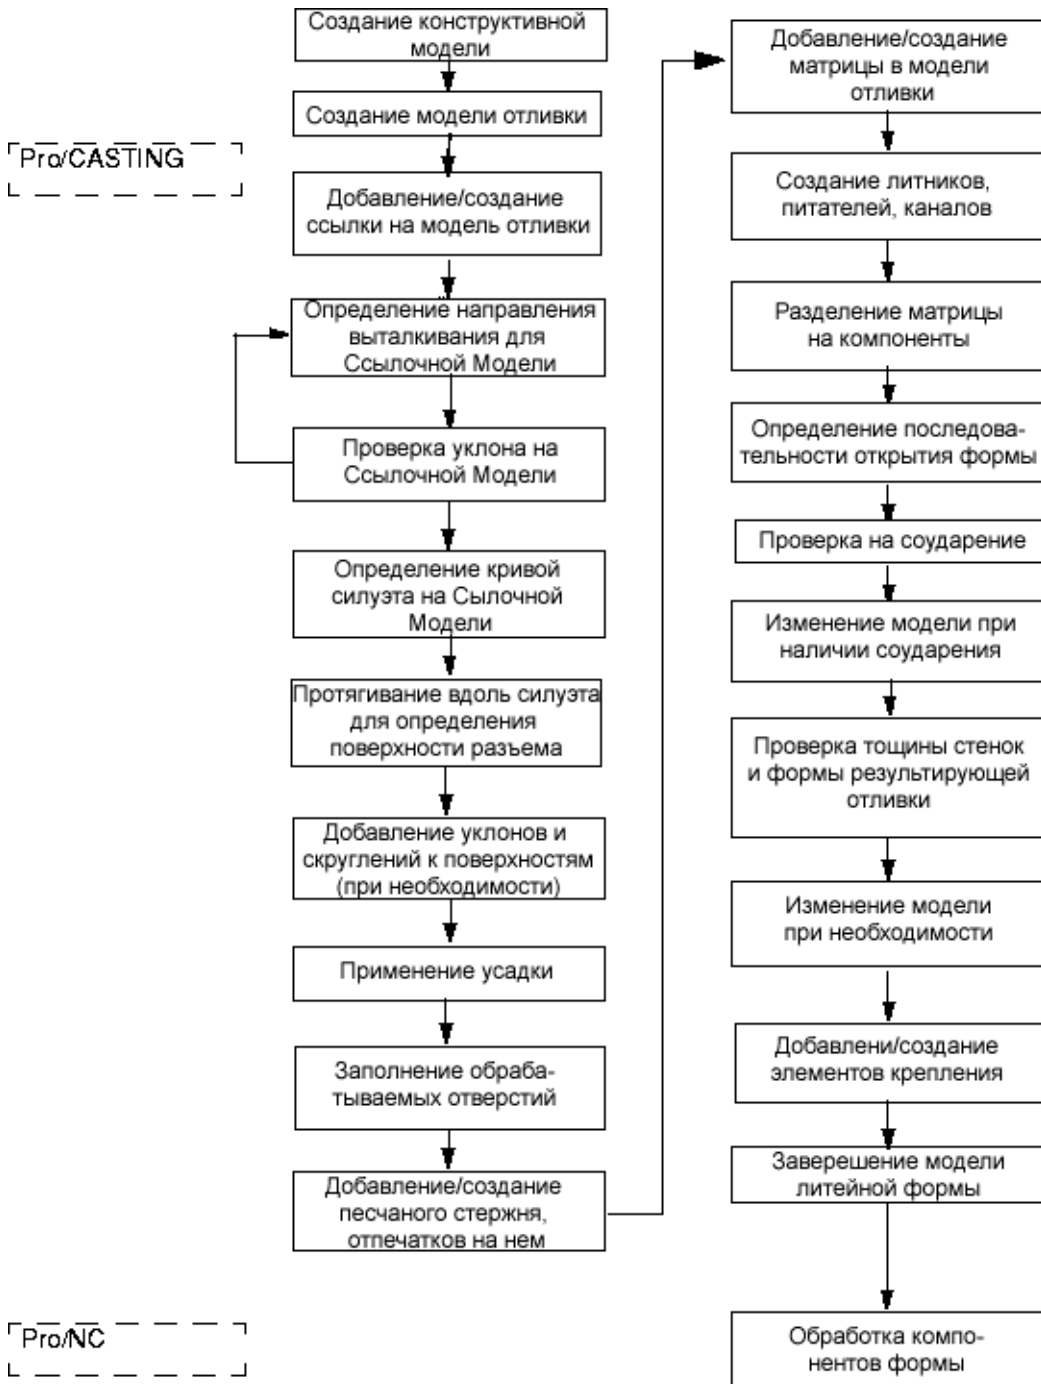 Создание конструктивной
модели
Создание модели отливки
Pro/CASTING
Добавление/создание
ссылки на модель отливки
Определение направления
выталкивания для
Ссылочной Модели
Проверка уклона на
Ссылочной Модели
Определение кривой
силуэта на Сылочной
Модели
Протягивание вдоль силуэта
для определения
поверхности разъема
Добавление уклонов и
скруглений к поверхностям
(при необходимости)
Применение усадки
Заполнение обраба-
тываемых отверстий
Добавление/создание
песчаного стержня,
отпечатков на нем
Добавление/создание
матрицы в модели
отливки
Создание литников,
питателей, каналов
Разделение матрицы
на компоненты
Определение последова-
тельности открытия формы
Проверка на соударение
Изменение модели при
наличии соударения
Проверка тощины стенок
и формы результирующей
отливки
Изменение модели
при необходимости
Добавлени/создание
элементов крепления
Заверешение модели
литейной формы
Pro/NC
Обработка компо-
нентов формы